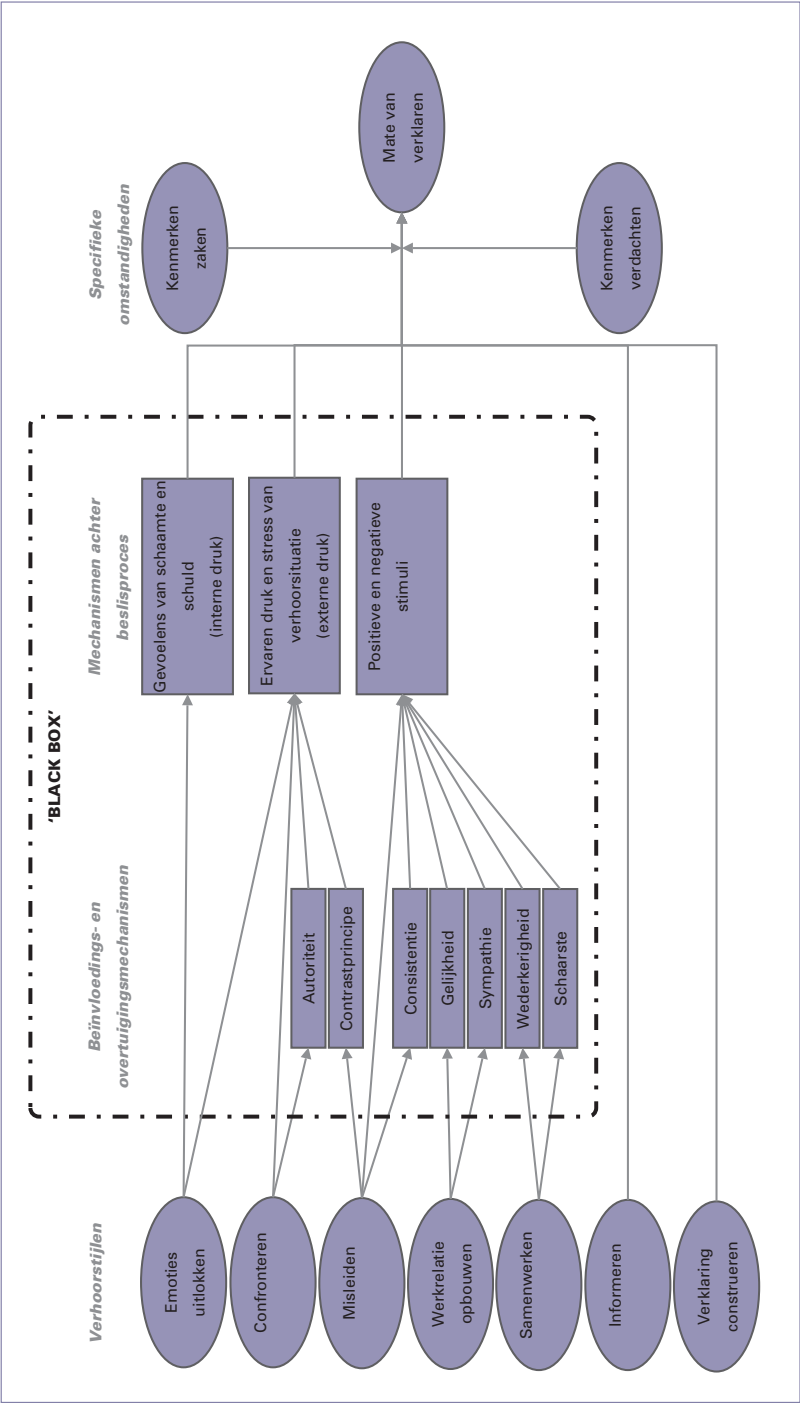 Verhoorstijlen
Emoties
uitlokken
Confronteren
Misleiden
Werkrelatie
opbouwen
Samenwerken
Informeren
Verklaring
construeren
'BLACK BOX'
Beïnvloedings- en
overtuigingsmechanismen
Autoriteit
Contrastprincipe
Consistentie
Gelijkheid
Sympathie
Wederkerigheid
Schaarste
Mechanismen achter
beslisproces
Gevoelens van schaamte en
schuld
(interne druk)
Ervaren druk en stress van
verhoorsituatie
(externe druk)
Positieve en negatieve
stimuli
Specifieke
omstandigheden
Kenmerken
zaken
Kenmerken
verdachten
Mate van
verklaren